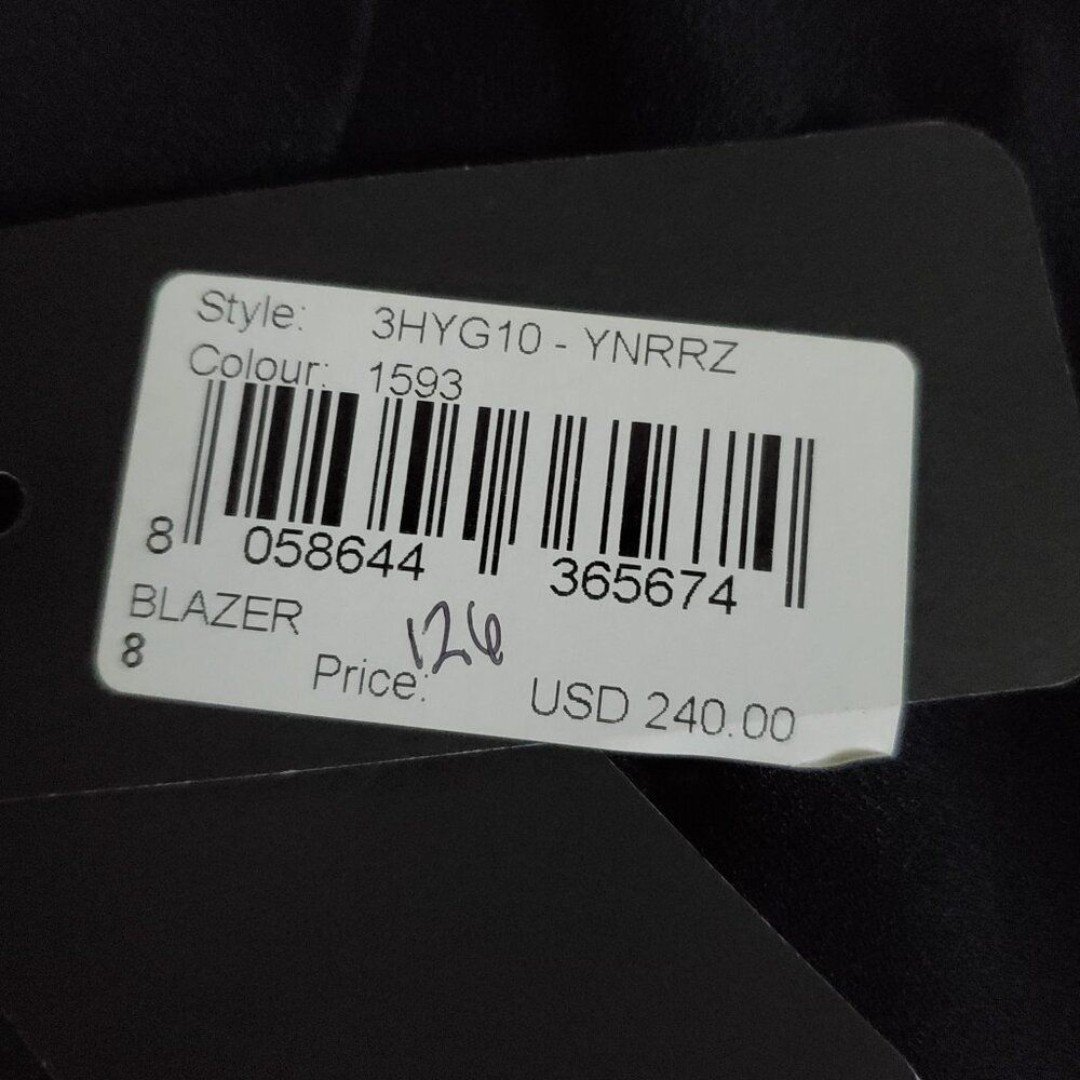 Style: 3HYG10 - YNRRZ
Colour: 1593
8 058644 365674
BLAZER
126
8
Price: USD 240.00